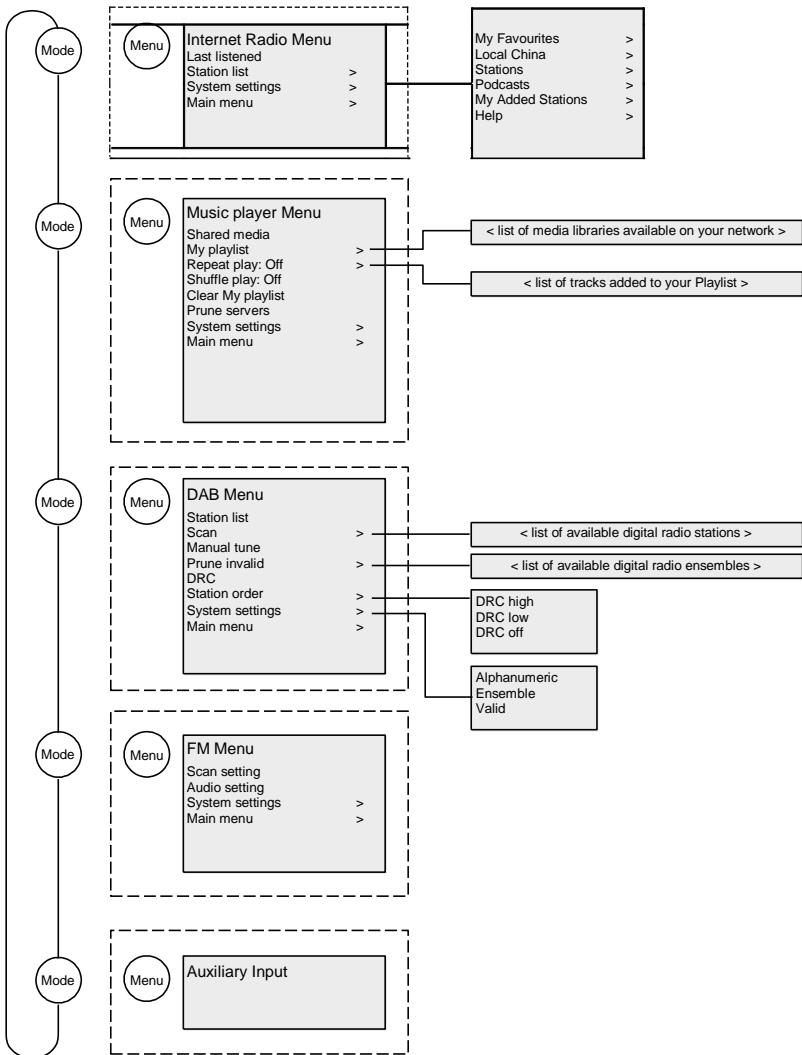 Mode
Menu
Internet Radio Menu
Last listened
Station list >
System settings >
Main menu >
My Favourites >
Local China >
Stations >
Podcasts >
My Added Stations >
Help >
Mode
Menu
Music player Menu
Shared media
My playlist >
Repeat play: Off >
Shuffle play: Off
Clear My playlist
Prune servers
System settings >
Main menu >
< list of media libraries available on your network >
< list of tracks added to your Playlist >
Mode
Menu
DAB Menu
Station list
Scan >
Manual tune
Prune invalid >
DRC
Station order >
System settings >
Main menu >
< list of available digital radio stations >
< list of available digital radio ensembles >
DRC high
DRC low
DRC off
Alphanumeric
Ensemble
Valid
Mode
Menu
FM Menu
Scan setting
Audio setting
System settings >
Main menu >
Mode
Menu
Auxiliary Input